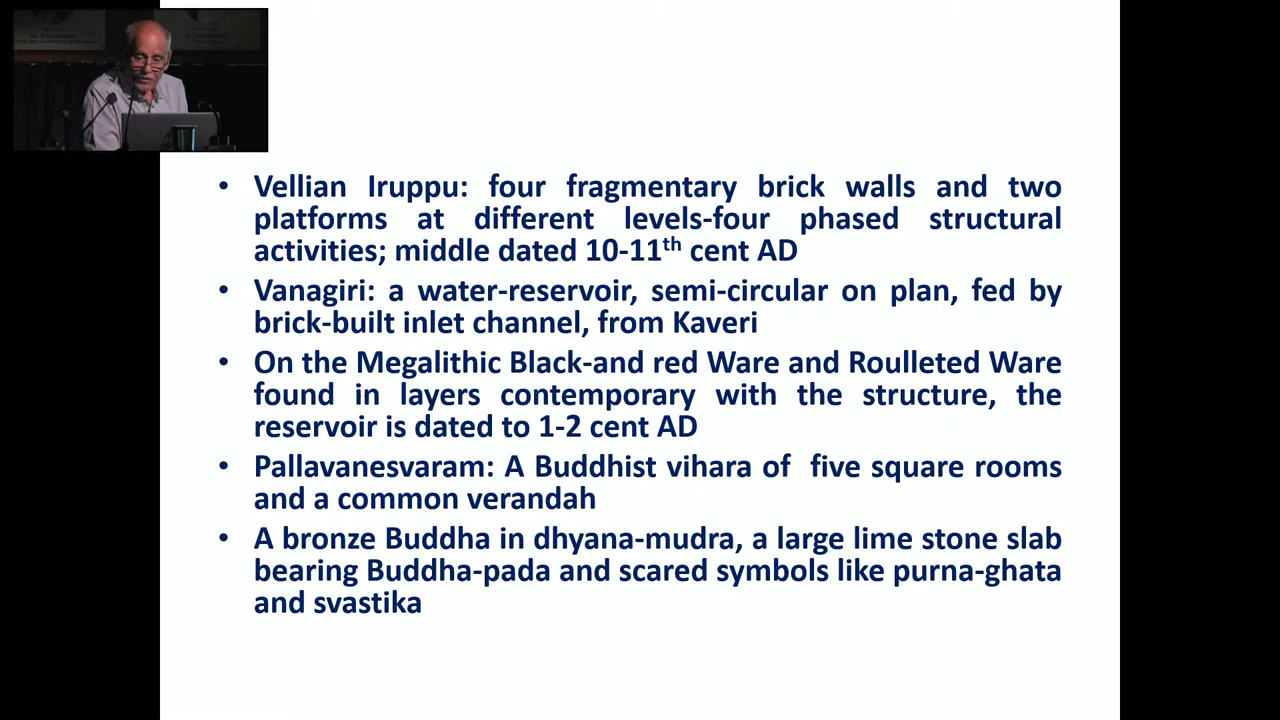 • Vellian Iruppu: four fragmentary brick walls and two
platforms at different levels-four phased structural
activities; middle dated 10-11th cent AD
• Vanagiri: a water-reservoir, semi-circular on plan, fed by
brick-built inlet channel, from Kaveri
• On the Megalithic Black-and red Ware and Roulleted Ware
found in layers contemporary with the structure, the
reservoir is dated to 1-2 cent AD
• Pallavanesvaram: A Buddhist vihara of five square rooms
and a common verandah
• A bronze Buddha in dhyana-mudra, a large lime stone slab
bearing Buddha-pada and scared symbols like purna-ghata
and svastika